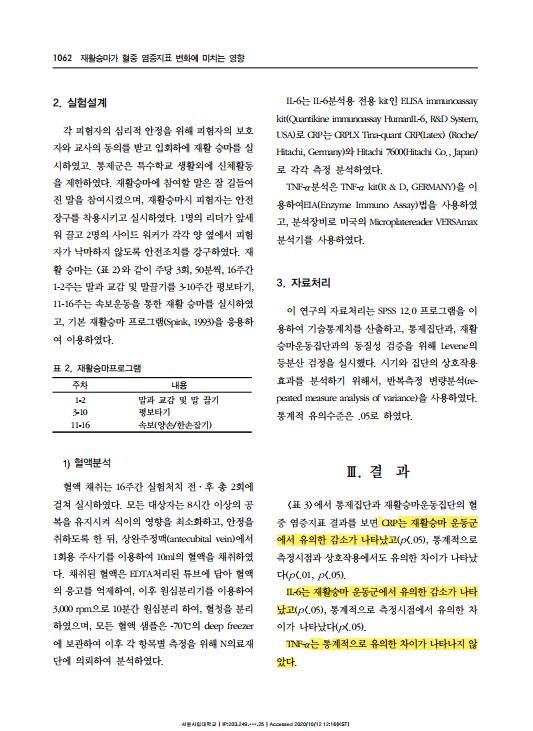 1062 재활승마가 혈중 염증지표 변화에 미치는 영향
2. 실험설계
각 피험자의 심리적 안정을 위해 피험자의 보호
자와 교사의 동의를 받고 입회하에 재활 승마를 실
시하였고. 통제군은 특수학교 생활외에 신체활동
을 제한하였다. 재활승마에 참여할 말은 잘 길들여
진 말을 참여시켰으며, 재활승마시 피험자는 안전
장구를 착용시키고 실시하였다. 1명의 리더가 앞세
워 끌고 2명의 사이드 워커가 각각 양 옆에서 피험
자가 낙마하지 않도록 안전조치를 강구하였다. 재
활 승마는 <표 2>와 같이 주당 3회, 50분씩, 16주간
1-2주는 말과 교감 및 말끌기를 3-10주간 평보타기,
11-16주는 속보운동을 통한 재활 승마를 실시하였
고, 기본 재활승마 프로그램(Spink, 1993)을 응용하
여 이용하였다.
표 2. 재활승마프로그램
주차 내용
1-2 말과 교감 및 말 끌기
3-10 평보타기
11-16 속보(양손/한손잡기)
1) 혈액분석
혈액 채취는 16주간 실험처치 전·후 총 2회에
걸쳐 실시하였다. 모든 대상자는 8시간 이상의 공
복을 유지시켜 식이의 영향을 최소화하고, 안정을
취하도록 한 뒤, 상완주정맥(antecubital vein)에서
1회용 주사기를 이용하여 10ml의 혈액을 채취하였
다. 채취된 혈액은 EDTA처리된 튜브에 담아 혈액
의 응고를 억제하여, 이후 원심분리기를 이용하여
3,000 rpm으로 10분간 원심분리 하여, 혈청을 분리
하였으며, 모든 혈액 샘플은 -70℃의 deep freezer
에 보관하여 이후 각 항목별 측정을 위해 N의료재
단에 의뢰하여 분석하였다.
IL-6는 IL-6분석용 전용 kit인 ELISA immunoassay
kit(Quantikine immunoassay HumanIL-6, R&D System,
USA)로 CRP는 CRPLX Tina-quant CRP(Latex) (Roche/
Hitachi, Germany)와 Hitachi 7600(Hitachi Co., Japan)
로 각각 측정 분석하였다.
TNF-α분석은 TNF-α kit(R & D, GERMANY)을 이
용하여EIA(Enzyme Immuno Assay)법을 사용하였
고, 분석장비로 미국의 Microplatereader VERSAmax
분석기를 사용하였다.
3. 자료처리
이 연구의 자료처리는 SPSS 12.0 프로그램을 이
용하여 기술통계치를 산출하고, 통제집단과, 재활
승마운동집단과의 동질성 검증을 위해 Levene의
등분산 검정을 실시했다. 시기와 집단의 상호작용
효과를 분석하기 위해서, 반복측정 변량분석(re-
peated measure analysis of variance)을 사용하였다.
통계적 유의수준은 .05로 하였다.
Ⅲ. 결 과
<표 3>에서 통제집단과 재활승마운동집단의 혈
중 염증지표 결과를 보면 CRP는 재활승마 운동군
에서 유의한 감소가 나타났고(p<.05), 통계적으로
측정시점과 상호작용에서도 유의한 차이가 나타났
다(p<.01, p<.05).
IL-6는 재활승마 운동군에서 유의한 감소가 나타
났고(p<.05), 통계적으로 측정시점에서 유의한 차
이가 나타났다(p<.05).
TNF-α는 통계적으로 유의한 차이가 나타나지 않
았다.
서울시립대학교 | IP:203.249.***.25 | Accessed 2020/10/12 12:16(KST)